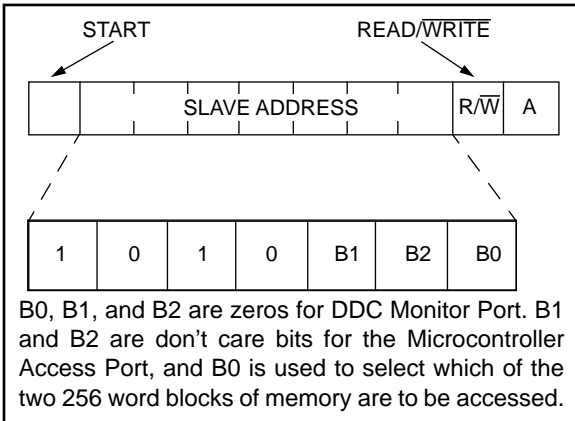 START READ/WRITE
SLAVE ADDRESS R/W A
1 0 1 0 B1 B2 B0
B0, B1, and B2 are zeros for DDC Monitor Port. B1
and B2 are don't care bits for the Microcontroller
Access Port, and B0 is used to select which of the
two 256 word blocks of memory are to be accessed.